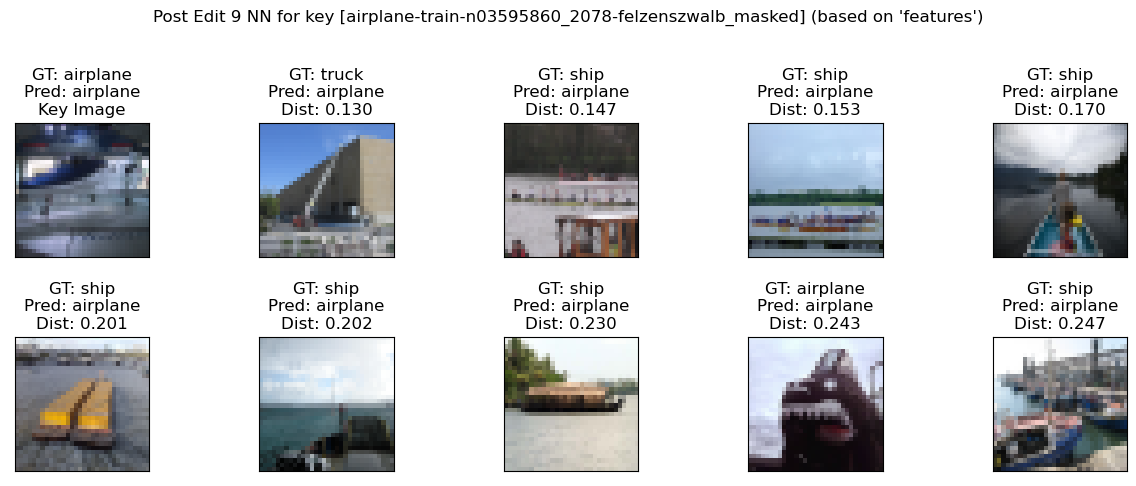 Post Edit 9 NN for key [airplane-train-n03595860_2078-felzenszwalb_masked] (based on 'features')
GT: airplane
Pred: airplane
Key Image
GT: truck
Pred: airplane
Dist: 0.130
GT: ship
Pred: airplane
Dist: 0.147
GT: ship
Pred: airplane
Dist: 0.153
GT: ship
Pred: airplane
Dist: 0.170
GT: ship
Pred: airplane
Dist: 0.201
GT: ship
Pred: airplane
Dist: 0.202
GT: ship
Pred: airplane
Dist: 0.230
GT: airplane
Pred: airplane
Dist: 0.243
GT: ship
Pred: airplane
Dist: 0.247